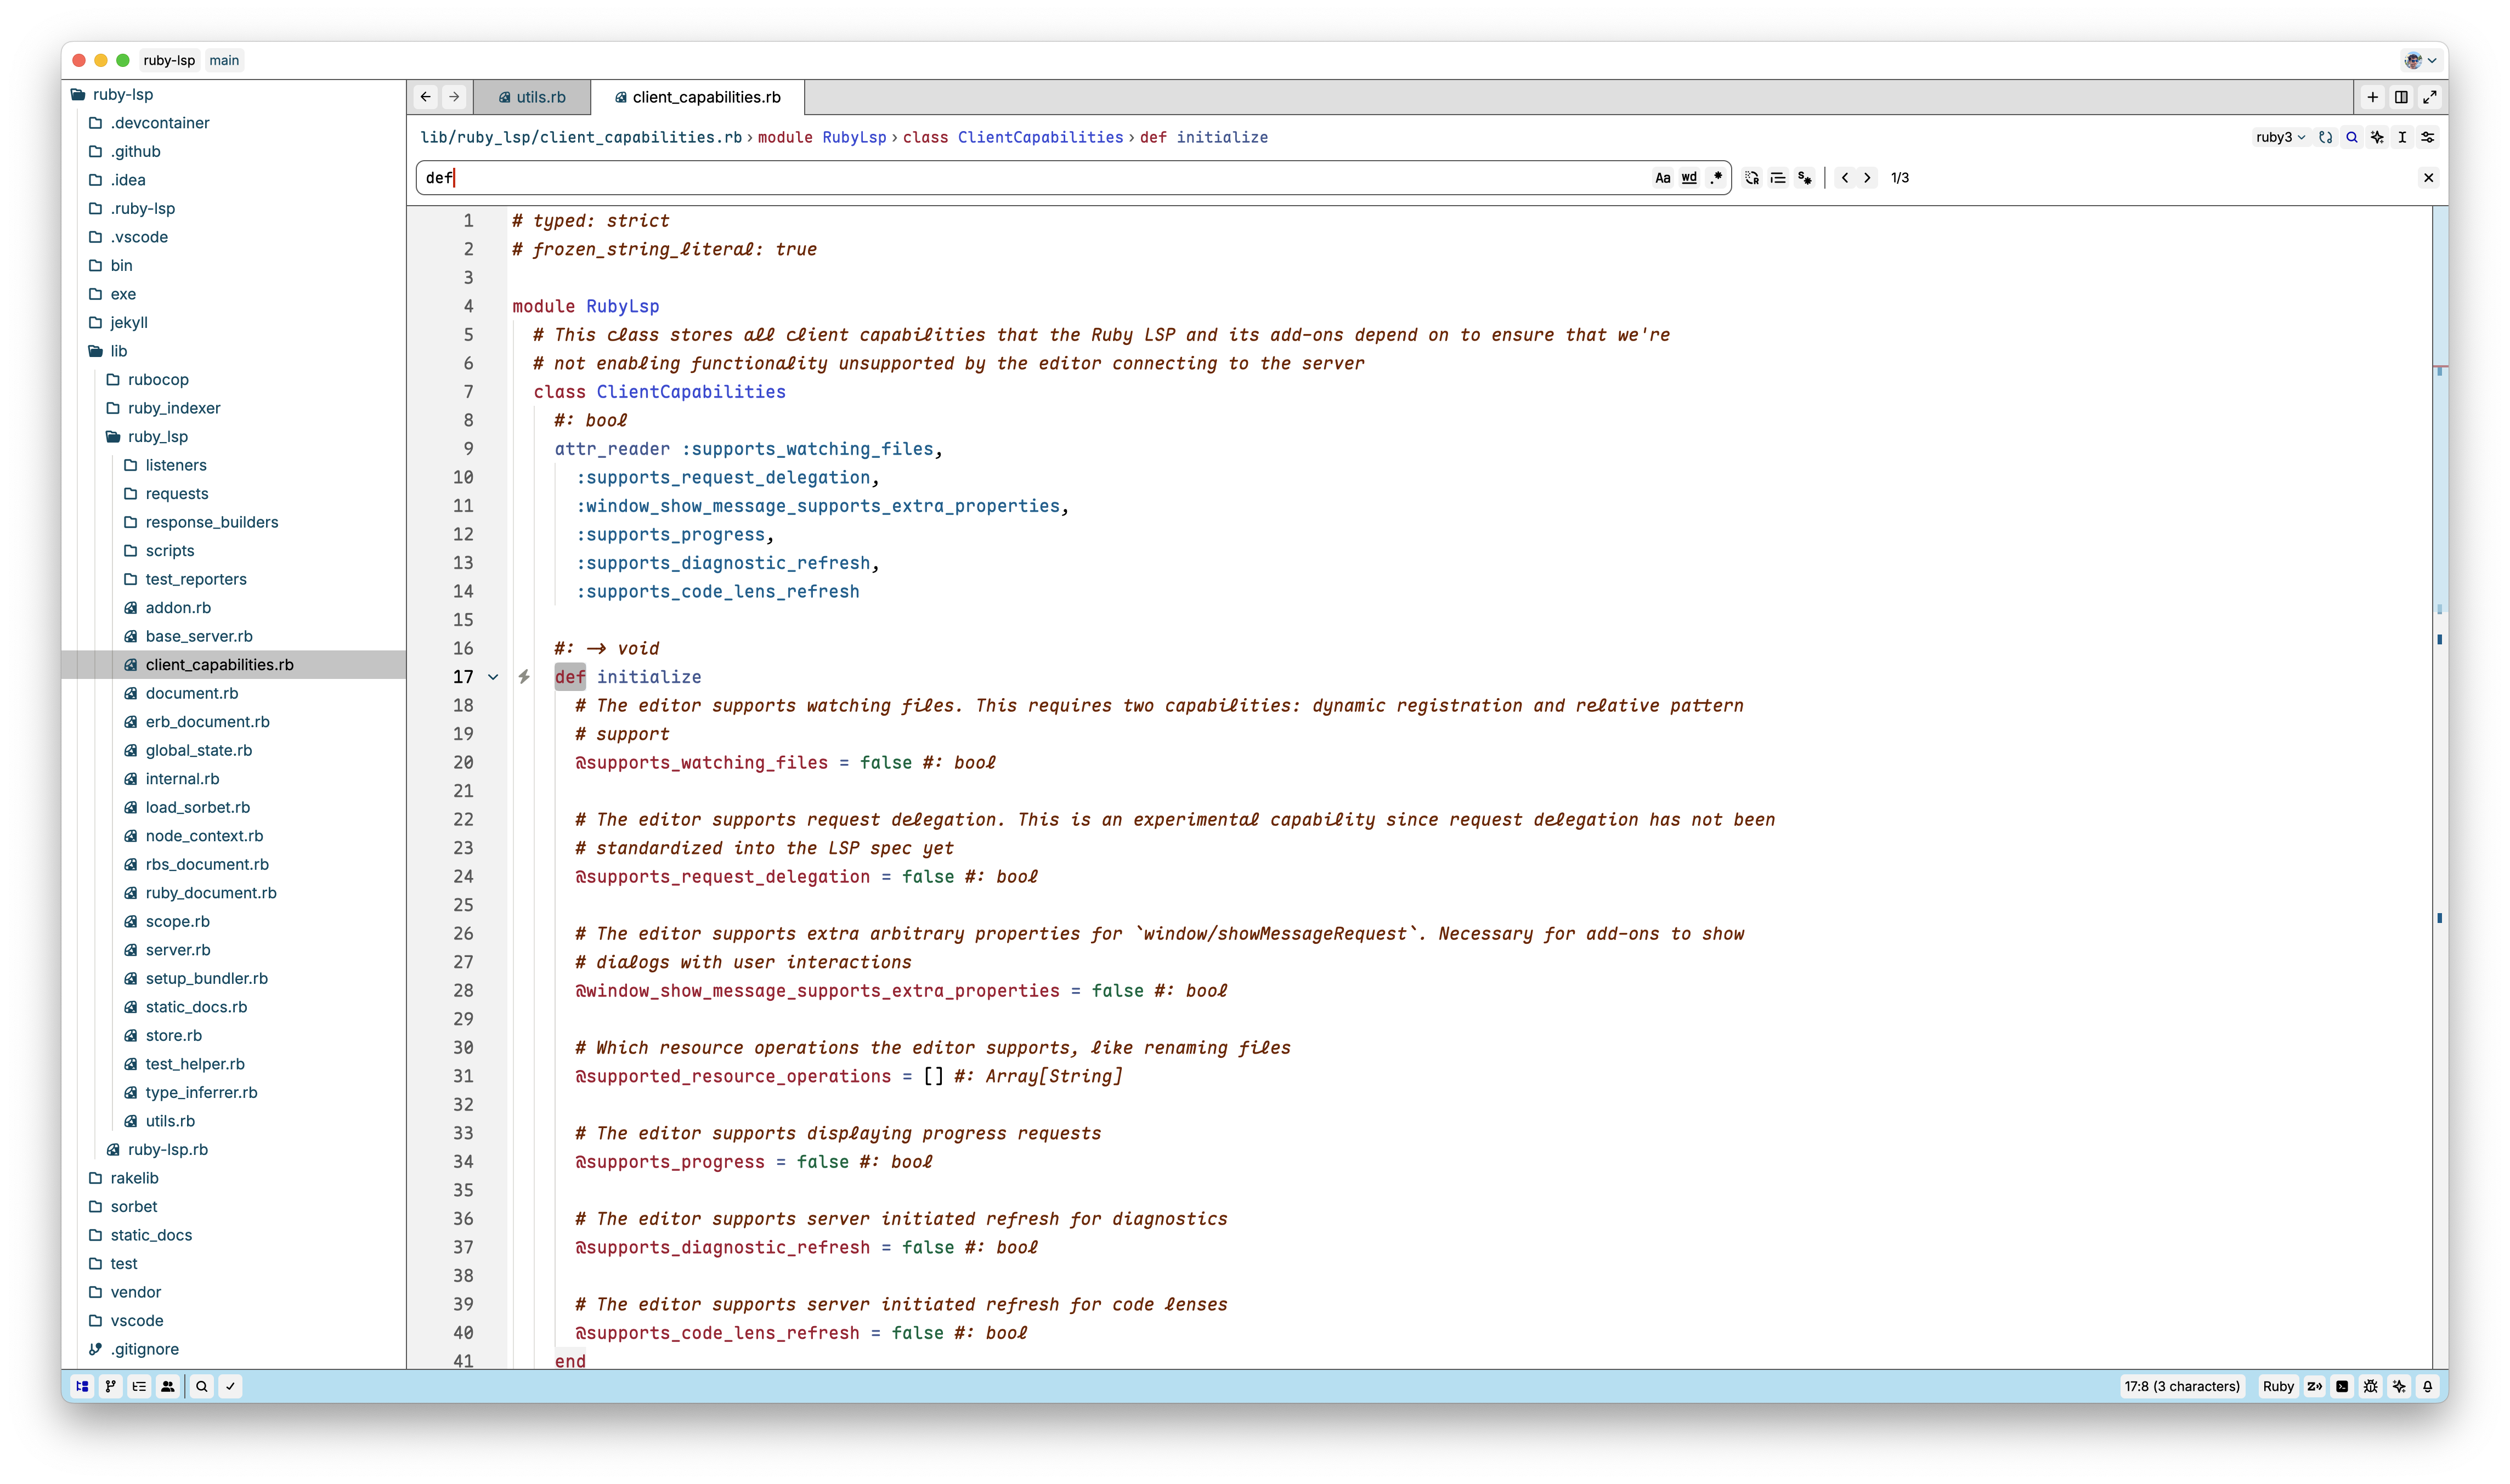 ruby-lsp main
ruby-lsp
.devcontainer
.github
.idea
.ruby-lsp
.vscode
bin
exe
jekyll
lib
rubocop
ruby_indexer
ruby_lsp
listeners
requests
response_builders
scripts
test_reporters
addon.rb
base_server.rb
client_capabilities.rb
document.rb
erb_document.rb
global_state.rb
internal.rb
load_sorbet.rb
node_context.rb
rbs_document.rb
ruby_document.rb
scope.rb
server.rb
setup_bundler.rb
static_docs.rb
store.rb
test_helper.rb
type_inferrer.rb
utils.rb
ruby-lsp.rb
rakelib
sorbet
static_docs
test
vendor
vscode
.gitignore
utils.rb client_capabilities.rb
lib/ruby_lsp/client_capabilities.rb › module RubyLsp › class ClientCapabilities › def initialize ruby3
def Aa wd .* 1/3
1 # typed: strict
2 # frozen_string_literal: true
3
4 module RubyLsp
5 # This class stores all client capabilities that the Ruby LSP and its add-ons depend on to ensure that we're
6 # not enabling functionality unsupported by the editor connecting to the server
7 class ClientCapabilities
8 #: bool
9 attr_reader :supports_watching_files,
10 :supports_request_delegation,
11 :window_show_message_supports_extra_properties,
12 :supports_progress,
13 :supports_diagnostic_refresh,
14 :supports_code_lens_refresh
15
16 #: -> void
17 def initialize
18 # The editor supports watching files. This requires two capabilities: dynamic registration and relative pattern
19 # support
20 @supports_watching_files = false #: bool
21
22 # The editor supports request delegation. This is an experimental capability since request delegation has not been
23 # standardized into the LSP spec yet
24 @supports_request_delegation = false #: bool
25
26 # The editor supports extra arbitrary properties for `window/showMessageRequest`. Necessary for add-ons to show
27 # dialogs with user interactions
28 @window_show_message_supports_extra_properties = false #: bool
29
30 # Which resource operations the editor supports, like renaming files
31 @supported_resource_operations = [] #: Array[String]
32
33 # The editor supports displaying progress requests
34 @supports_progress = false #: bool
35
36 # The editor supports server initiated refresh for diagnostics
37 @supports_diagnostic_refresh = false #: bool
38
39 # The editor supports server initiated refresh for code lenses
40 @supports_code_lens_refresh = false #: bool
41 end
17:8 (3 characters) Ruby